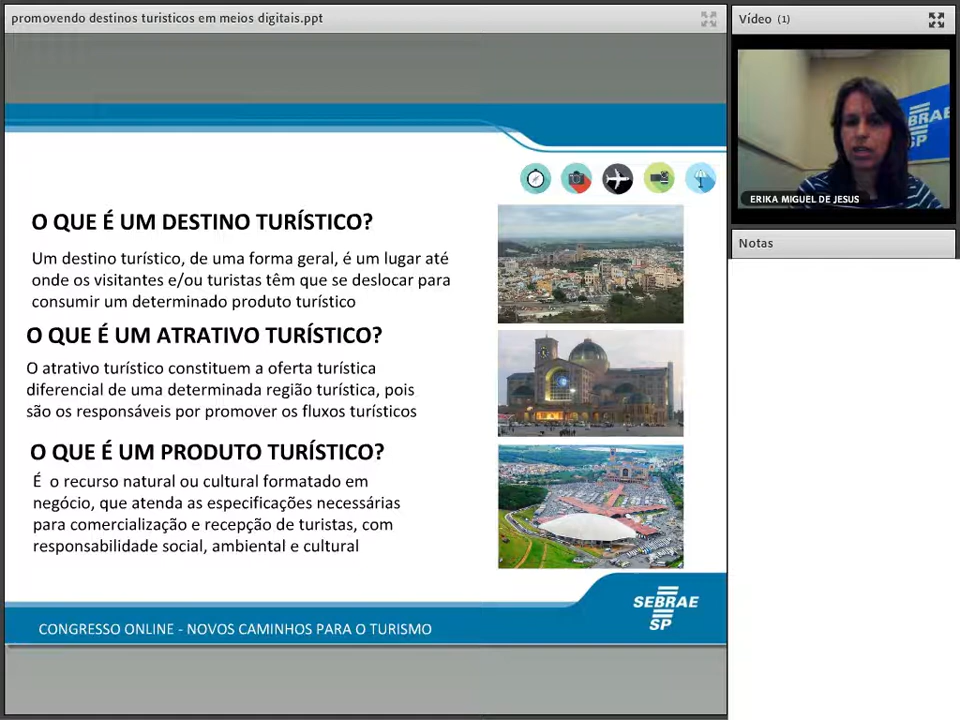 promovendo destinos turisticos em meios digitais.ppt
Vídeo (1)
BRAE
SP
ERIKA MIGUEL DE JESUS
Notas
O QUE É UM DESTINO TURÍSTICO?
Um destino turístico, de uma forma geral, é um lugar até
onde os visitantes e/ou turistas têm que se deslocar para
consumir um determinado produto turístico
O QUE É UM ATRATIVO TURÍSTICO?
O atrativo turístico constituem a oferta turística
diferencial de uma determinada região turística, pois
são os responsáveis por promover os fluxos turísticos
O QUE É UM PRODUTO TURÍSTICO?
É o recurso natural ou cultural formatado em
negócio, que atenda as especificações necessárias
para comercialização e recepção de turistas, com
responsabilidade social, ambiental e cultural
CONGRESSO ONLINE - NOVOS CAMINHOS PARA O TURISMO
SEBRAE
SP